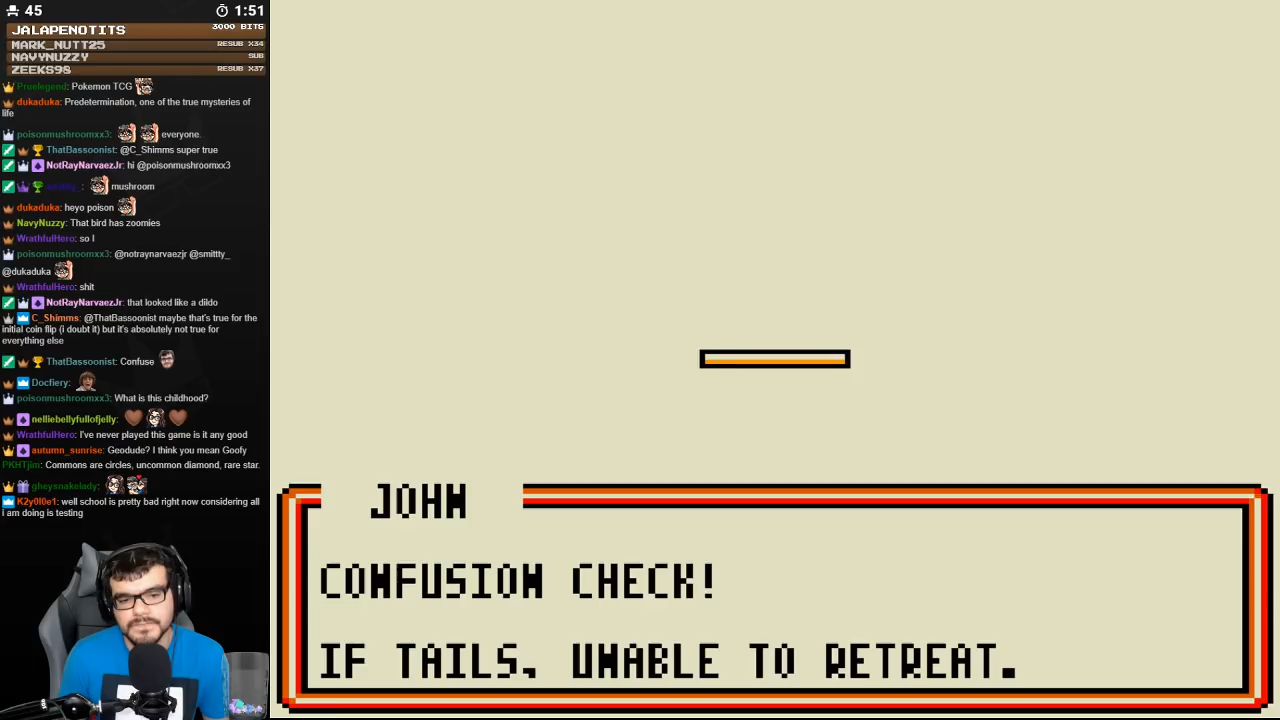 45
1:51
JALAPENOTITS 3000 BITS
MARK_NUTT25 RESUB X34
NAVYNUZZY SUB
ZEEKS98 RESUB X37
Pruelegend: Pokemon TCG
dukaduka: Predetermination, one of the true mysteries of
life
poisonmushroomxx3: everyone.
ThatBassoonist: @C_Shimms super true
NotRayNarvaezJr: hi @poisonmushroomxx3
smittty_: mushroom
dukaduka: heyo poison
NavyNuzzy: That bird has zoomies
WrathfulHero: so I
poisonmushroomxx3: @notraynarvaezjr @smittty_
@dukaduka
WrathfulHero: shit
NotRayNarvaezJr: that looked like a dildo
C_Shimms: @ThatBassoonist maybe that's true for the
initial coin flip (i doubt it) but it's absolutely not true for
everything else
ThatBassoonist: Confuse
Docfiery:
poisonmushroomxx3: What is this childhood?
nelliebellyfullofjelly:
WrathfulHero: I've never played this game is it any good
autumn_sunrise: Geodude? I think you mean Goofy
PKHTjim: Commons are circles, uncommon diamond, rare star.
gheysnakelady:
K2y0l0e1: well school is pretty bad right now considering all
i am doing is testing
JOHN
CONFUSION CHECK!
IF TAILS, UNABLE TO RETREAT.